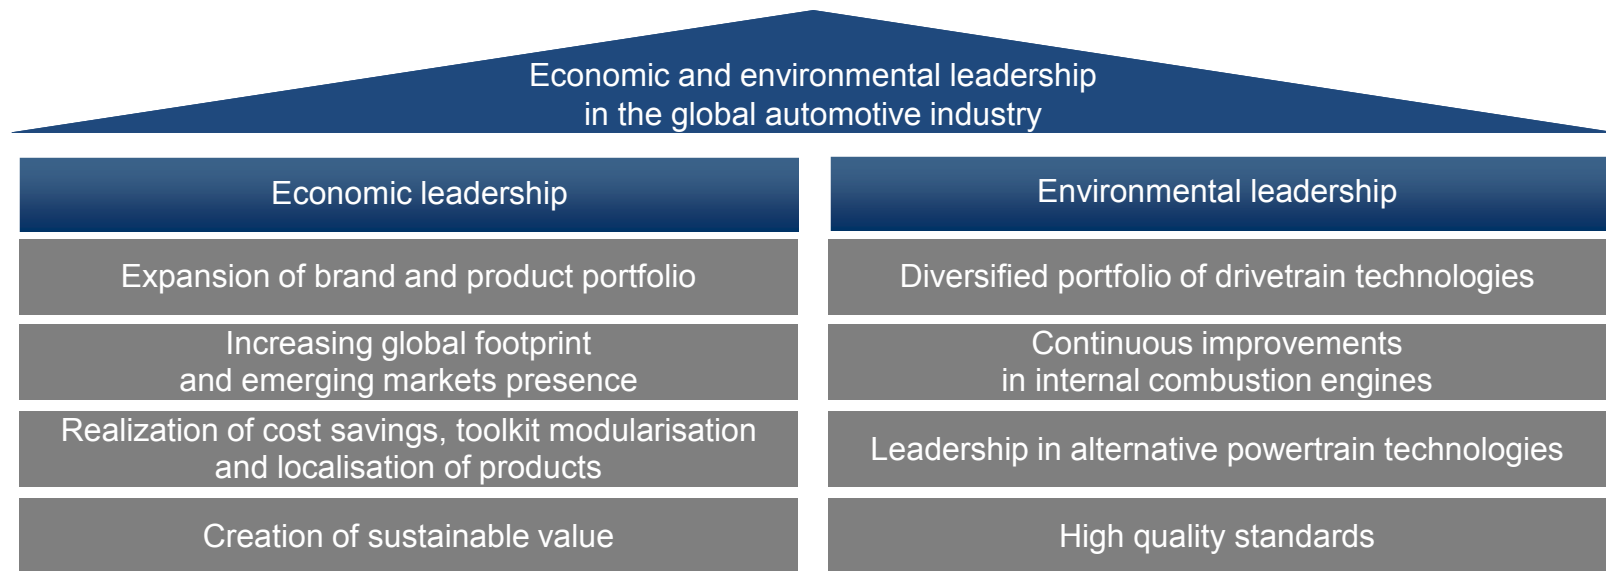 Economic and environmental leadership
in the global automotive industry
Economic leadership
Expansion of brand and product portfolio
Increasing global footprint
and emerging markets presence
Realization of cost savings, toolkit modularisation
and localisation of products
Creation of sustainable value
Environmental leadership
Diversified portfolio of drivetrain technologies
Continuous improvements
in internal combustion engines
Leadership in alternative powertrain technologies
High quality standards